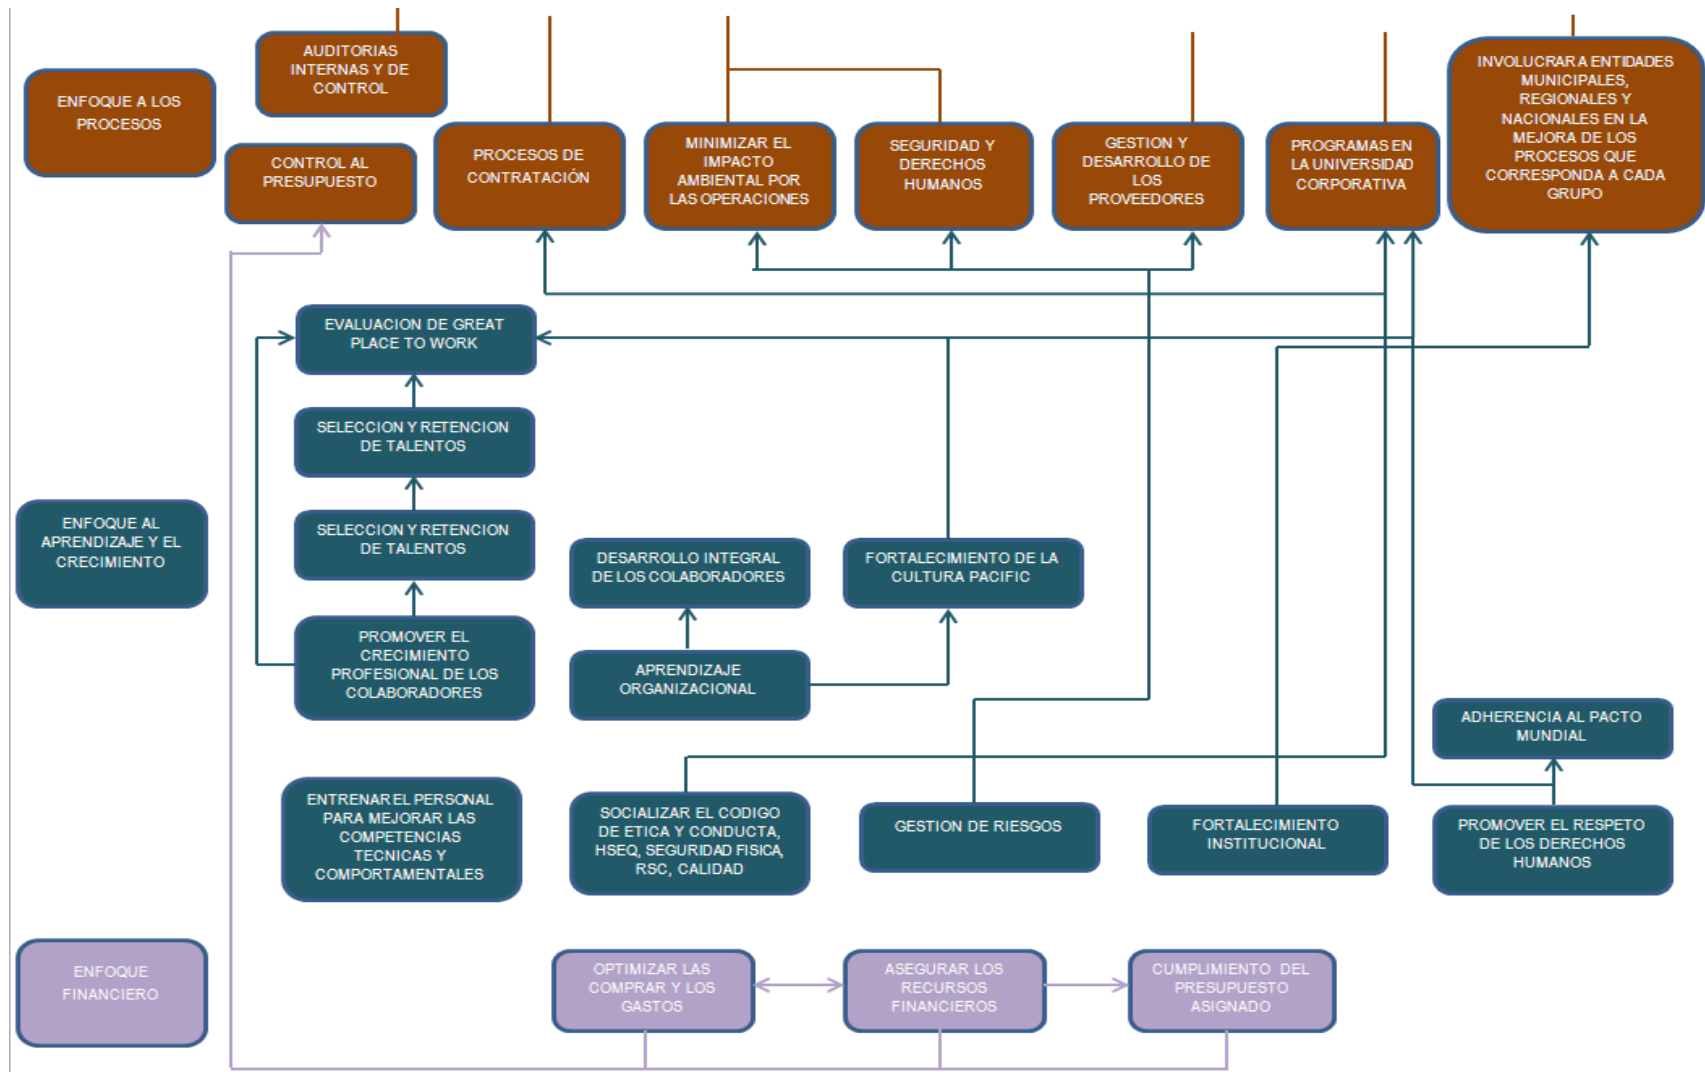 AUDITORIAS
INTERNAS Y DE
CONTROL
ENFOQUE A LOS
PROCESOS
CONTROL AL
PRESUPUESTO
PROCESOS DE
CONTRATACIÓN
MINIMIZAR EL
IMPACTO
AMBIENTAL POR
LAS OPERACIONES
SEGURIDAD Y
DERECHOS
HUMANOS
GESTION Y
DESARROLLO DE
LOS
PROVEEDORES
PROGRAMAS EN
LA UNIVERSIDAD
CORPORATIVA
INVOLUCRAR A ENTIDADES
MUNICIPALES,
REGIONALES Y
NACIONALES EN LA
MEJORA DE LOS
PROCESOS QUE
CORRESPONDA A CADA
GRUPO
EVALUACION DE GREAT
PLACE TO WORK
SELECCION Y RETENCION
DE TALENTOS
ENFOQUE AL
APRENDIZAJE Y EL
CRECIMIENTO
SELECCION Y RETENCION
DE TALENTOS
DESARROLLO INTEGRAL
DE LOS COLABORADORES
FORTALECIMIENTO DE LA
CULTURA PACIFIC
PROMOVER EL
CRECIMIENTO
PROFESIONAL DE LOS
COLABORADORES
APRENDIZAJE
ORGANIZACIONAL
ADHERENCIA AL PACTO
MUNDIAL
ENTRENAR EL PERSONAL
PARA MEJORAR LAS
COMPETENCIAS
TECNICAS Y
COMPORTAMENTALES
SOCIALIZAR EL CODIGO
DE ETICA Y CONDUCTA,
HSEQ, SEGURIDAD FISICA,
RSC, CALIDAD
GESTION DE RIESGOS
FORTALECIMIENTO
INSTITUCIONAL
PROMOVER EL RESPETO
DE LOS DERECHOS
HUMANOS
ENFOQUE
FINANCIERO
OPTIMIZAR LAS
COMPRAR Y LOS
GASTOS
ASEGURAR LOS
RECURSOS
FINANCIEROS
CUMPLIMIENTO DEL
PRESUPUESTO
ASIGNADO